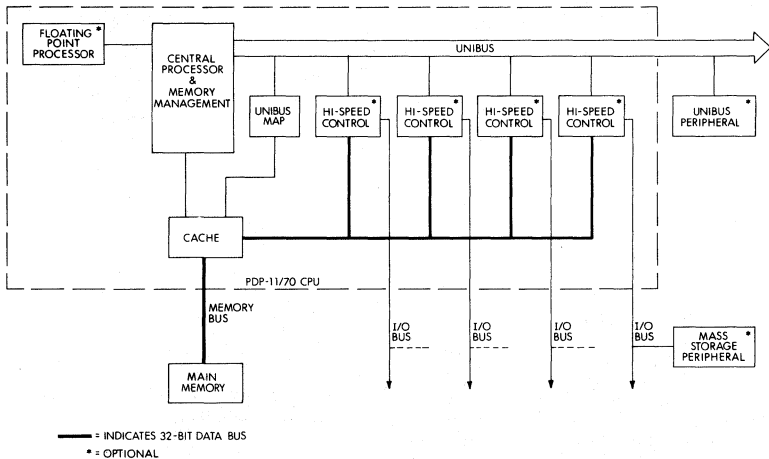 FLOATING *
POINT
PROCESSOR
CENTRAL
PROCESSOR
&
MEMORY
MANAGEMENT
UNIBUS
UNIBUS
MAP
HI-SPEED *
CONTROL
HI-SPEED *
CONTROL
HI-SPEED *
CONTROL
HI-SPEED *
CONTROL
UNIBUS *
PERIPHERAL
CACHE
PDP-11/70 CPU
MEMORY
BUS
I/O
BUS
I/O
BUS
I/O
BUS
I/O
BUS
MASS *
STORAGE
PERIPHERAL
MAIN
MEMORY
= INDICATES 32-BIT DATA BUS
* = OPTIONAL